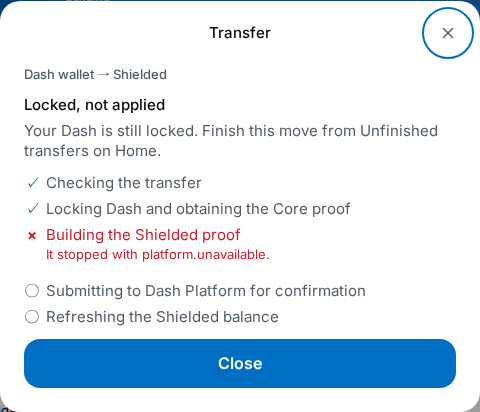 Transfer
Dash wallet → Shielded
Locked, not applied
Your Dash is still locked. Finish this move from Unfinished
transfers on Home.
✓ Checking the transfer
✓ Locking Dash and obtaining the Core proof
× Building the Shielded proof
It stopped with platform.unavailable.
Submitting to Dash Platform for confirmation
Refreshing the Shielded balance
Close